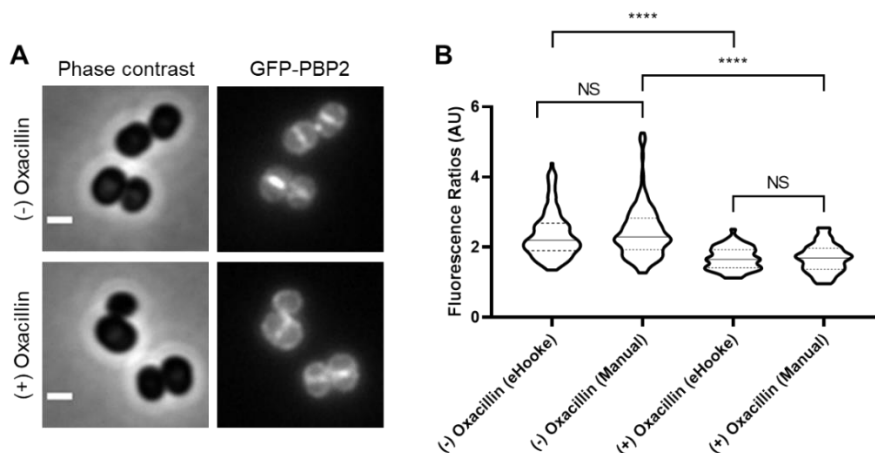 A
Phase contrast
GFP-PBP2
(-) Oxacillin
(+) Oxacillin
B
****
****
NS
NS
Fluorescence Ratios (AU)
6
4
2
0
(-) Oxacillin (eHooke)
(-) Oxacillin (Manual)
(+) Oxacillin (eHooke)
(+) Oxacillin (Manual)